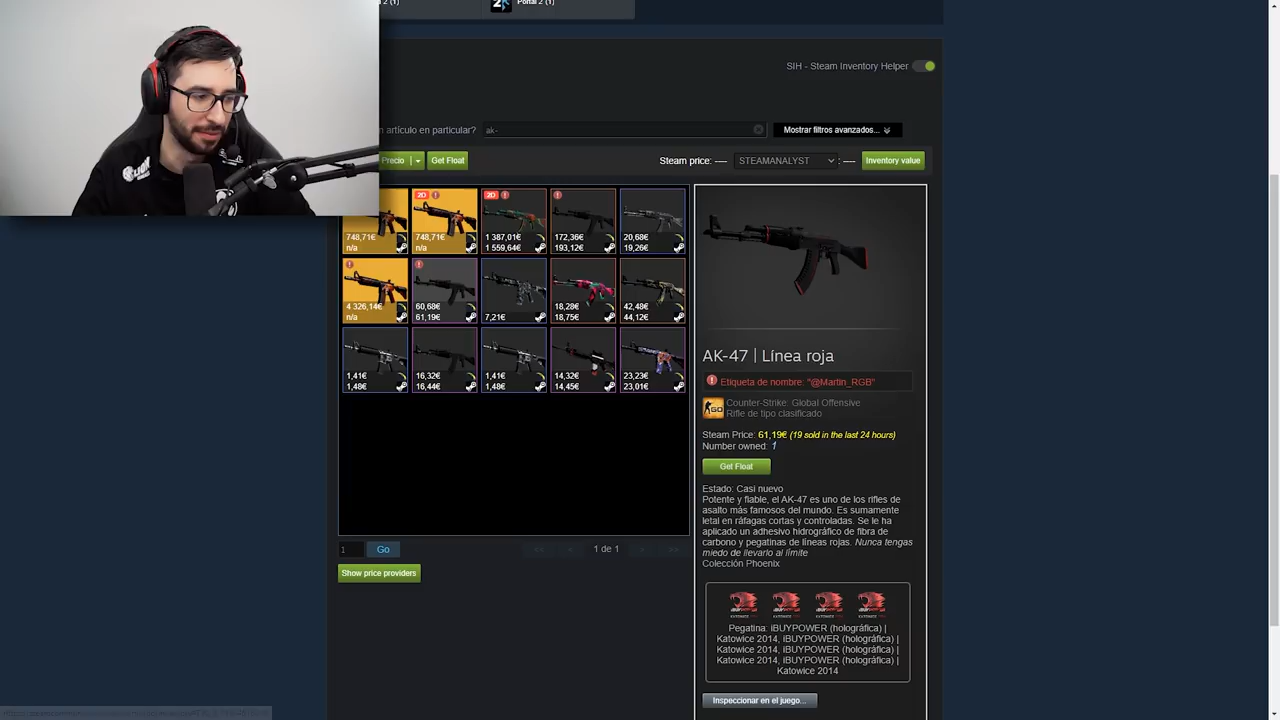 (1)
Portal 2 (1)
SIH - Steam Inventory Helper
n artículo en particular?
ak-
Mostrar filtros avanzados...
Precio
Get Float
Steam price: ----
STEAMANALYST
: ----
Inventory value
748,71€
n/a
2D
748,71€
n/a
2D
1 387,01€
1 559,64€
172,36€
193,12€
20,68€
19,26€
4 326,14€
n/a
60,68€
61,19€
7,21€
18,28€
18,75€
42,48€
44,12€
1,41€
1,48€
16,32€
16,44€
1,41€
1,48€
14,32€
14,45€
23,23€
23,01€
1
Go
<<
<
1 de 1
>
>>
Show price providers
AK-47 | Línea roja
Etiqueta de nombre: "@Martin_RGB"
Counter-Strike: Global Offensive
Rifle de tipo clasificado
Steam Price: 61,19€ (19 sold in the last 24 hours)
Number owned: 1
Get Float
Estado: Casi nuevo
Potente y fiable, el AK-47 es uno de los rifles de
asalto más famosos del mundo. Es sumamente
letal en ráfagas cortas y controladas. Se le ha
aplicado un adhesivo hidrográfico de fibra de
carbono y pegatinas de líneas rojas. Nunca tengas
miedo de llevarlo al límite
Colección Phoenix
Pegatina: iBUYPOWER (holográfica) |
Katowice 2014, iBUYPOWER (holográfica) |
Katowice 2014, iBUYPOWER (holográfica) |
Katowice 2014, iBUYPOWER (holográfica) |
Katowice 2014
Inspeccionar en el juego...